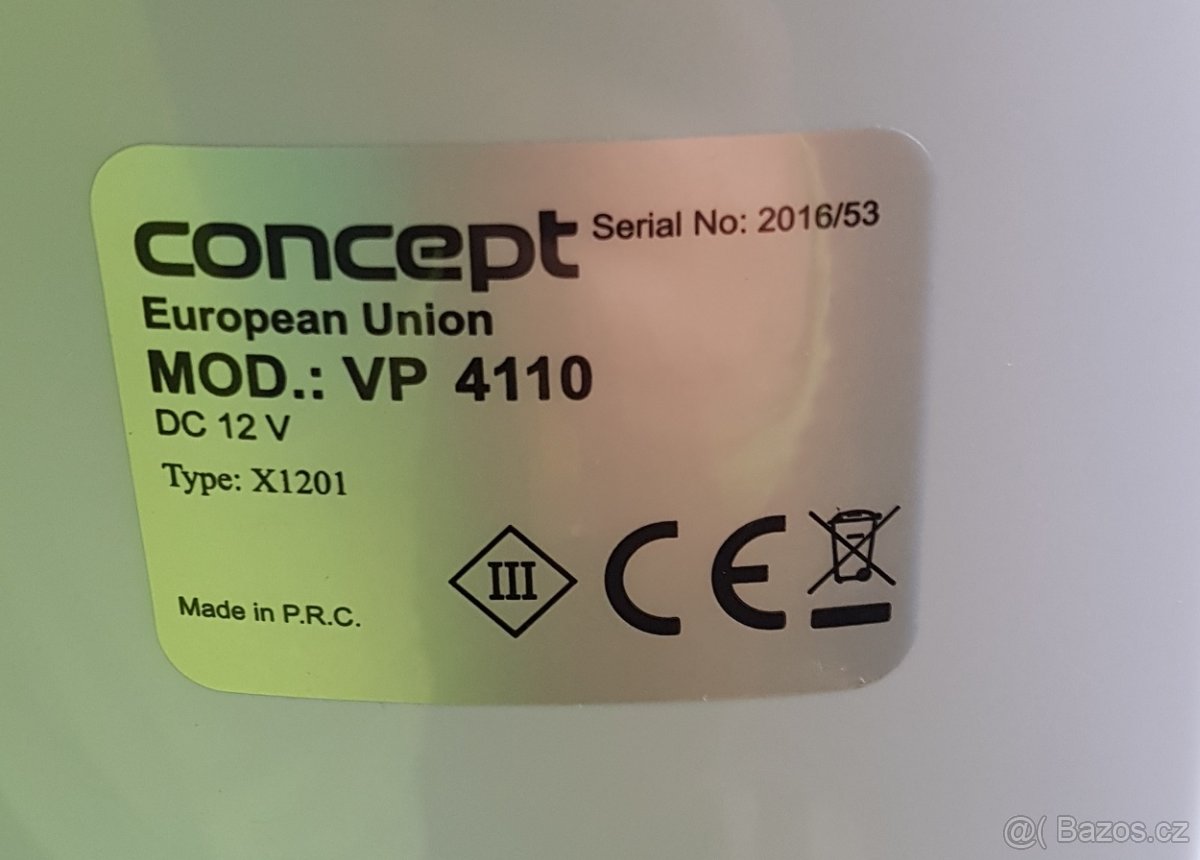 concept Serial No: 2016/53
European Union
MOD.: VP 4110
DC 12 V
Type: X1201
III CE
Made in P.R.C.
@( Bazos.cz